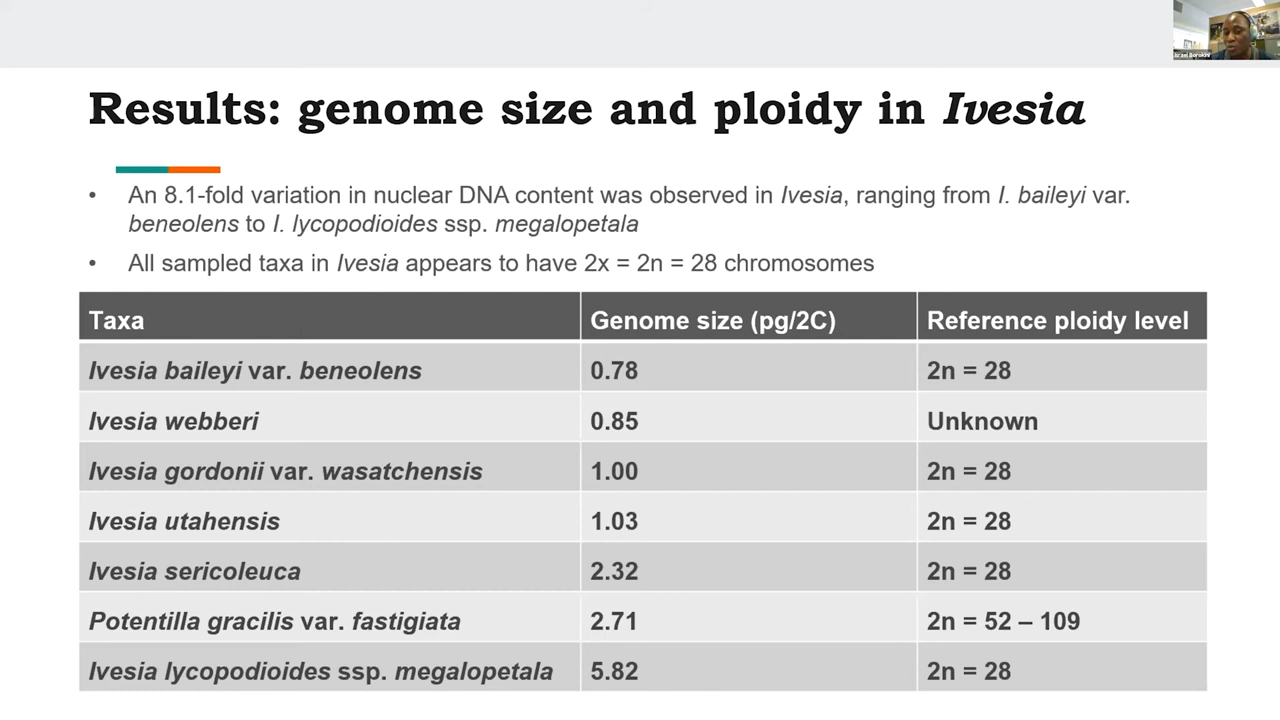 Israel Borokini
Results: genome size and ploidy in Ivesia
• An 8.1-fold variation in nuclear DNA content was observed in Ivesia, ranging from I. baileyi var.
beneolens to I. lycopodioides ssp. megalopetala
• All sampled taxa in Ivesia appears to have 2x = 2n = 28 chromosomes
Taxa Genome size (pg/2C) Reference ploidy level
Ivesia baileyi var. beneolens 0.78 2n = 28
Ivesia webberi 0.85 Unknown
Ivesia gordonii var. wasatchensis 1.00 2n = 28
Ivesia utahensis 1.03 2n = 28
Ivesia sericoleuca 2.32 2n = 28
Potentilla gracilis var. fastigiata 2.71 2n = 52 – 109
Ivesia lycopodioides ssp. megalopetala 5.82 2n = 28